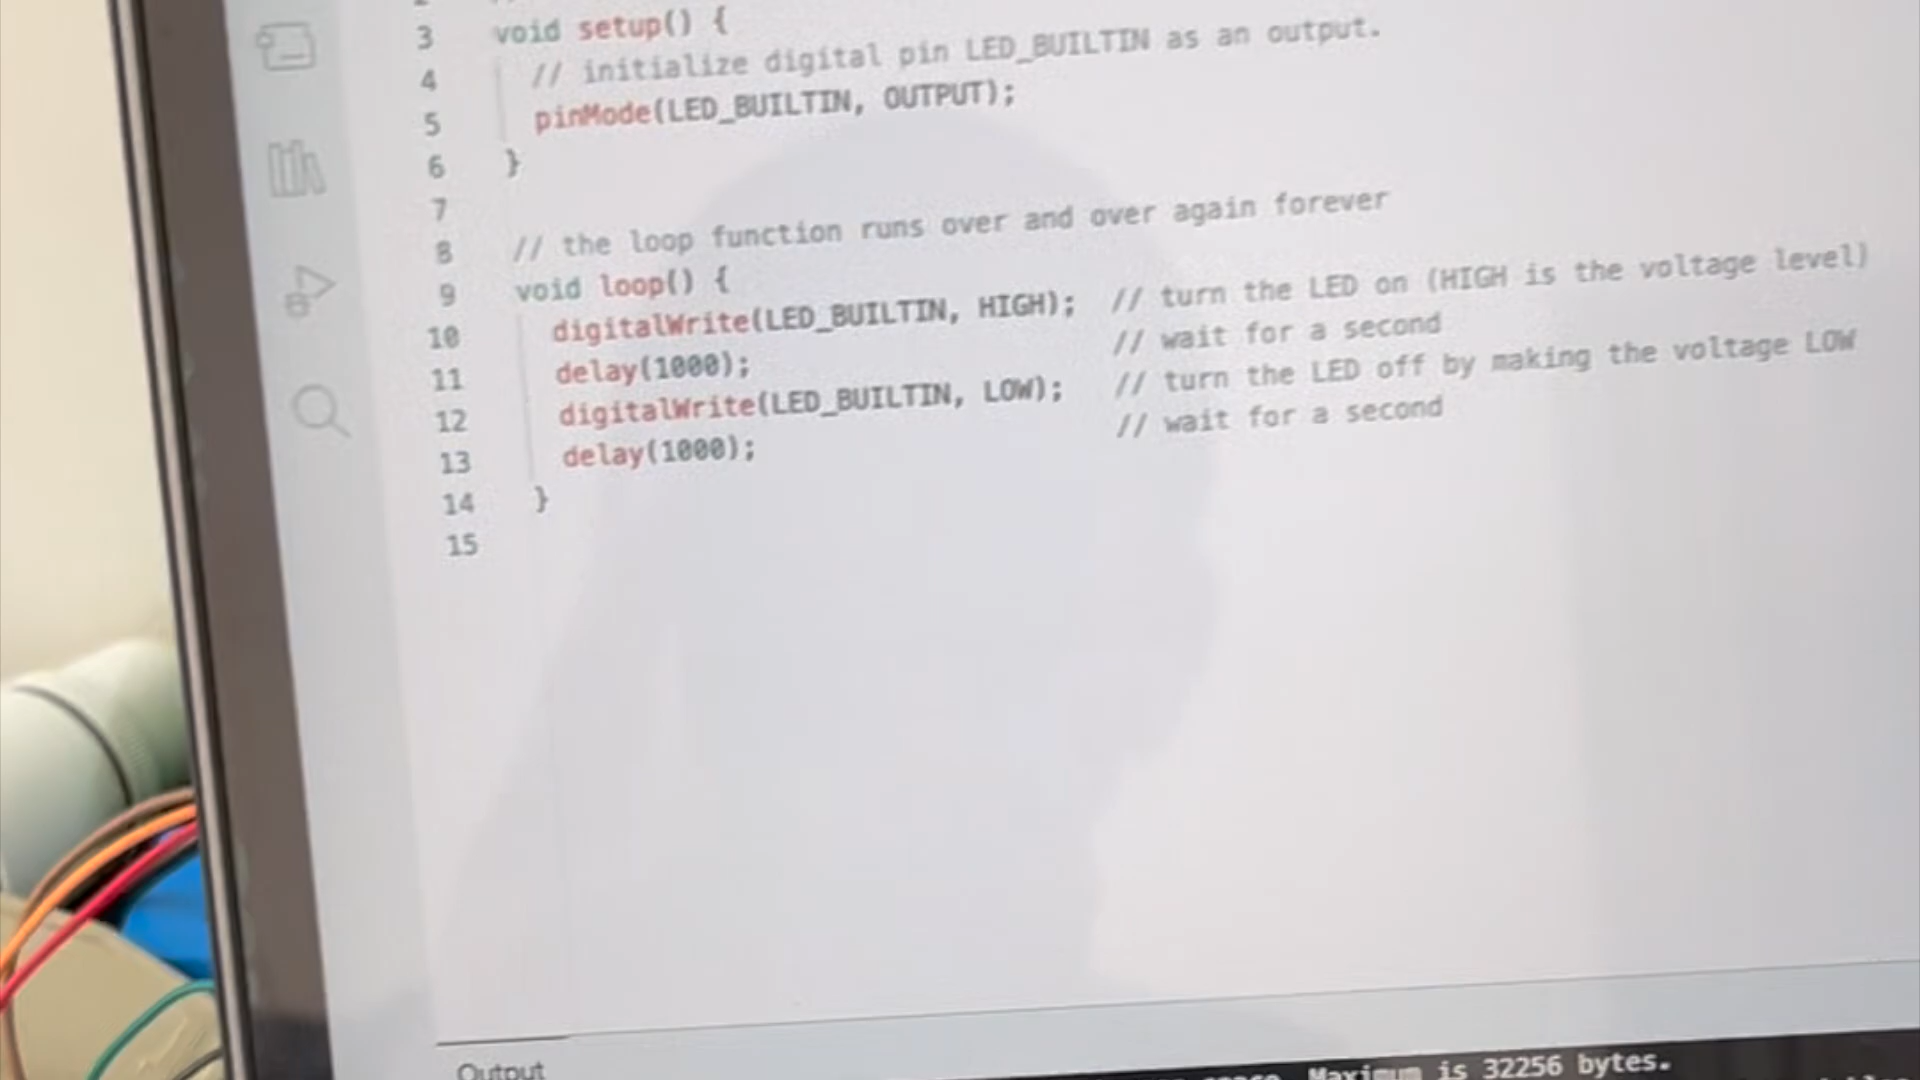 3 void setup() {
4 // initialize digital pin LED_BUILTIN as an output.
5 pinMode(LED_BUILTIN, OUTPUT);
6 }
7
8 // the loop function runs over and over again forever
9 void loop() {
10 digitalWrite(LED_BUILTIN, HIGH); // turn the LED on (HIGH is the voltage level)
11 delay(1000); // wait for a second
12 digitalWrite(LED_BUILTIN, LOW); // turn the LED off by making the voltage LOW
13 delay(1000); // wait for a second
14 }
15
Output
space. Maximum is 32256 bytes.